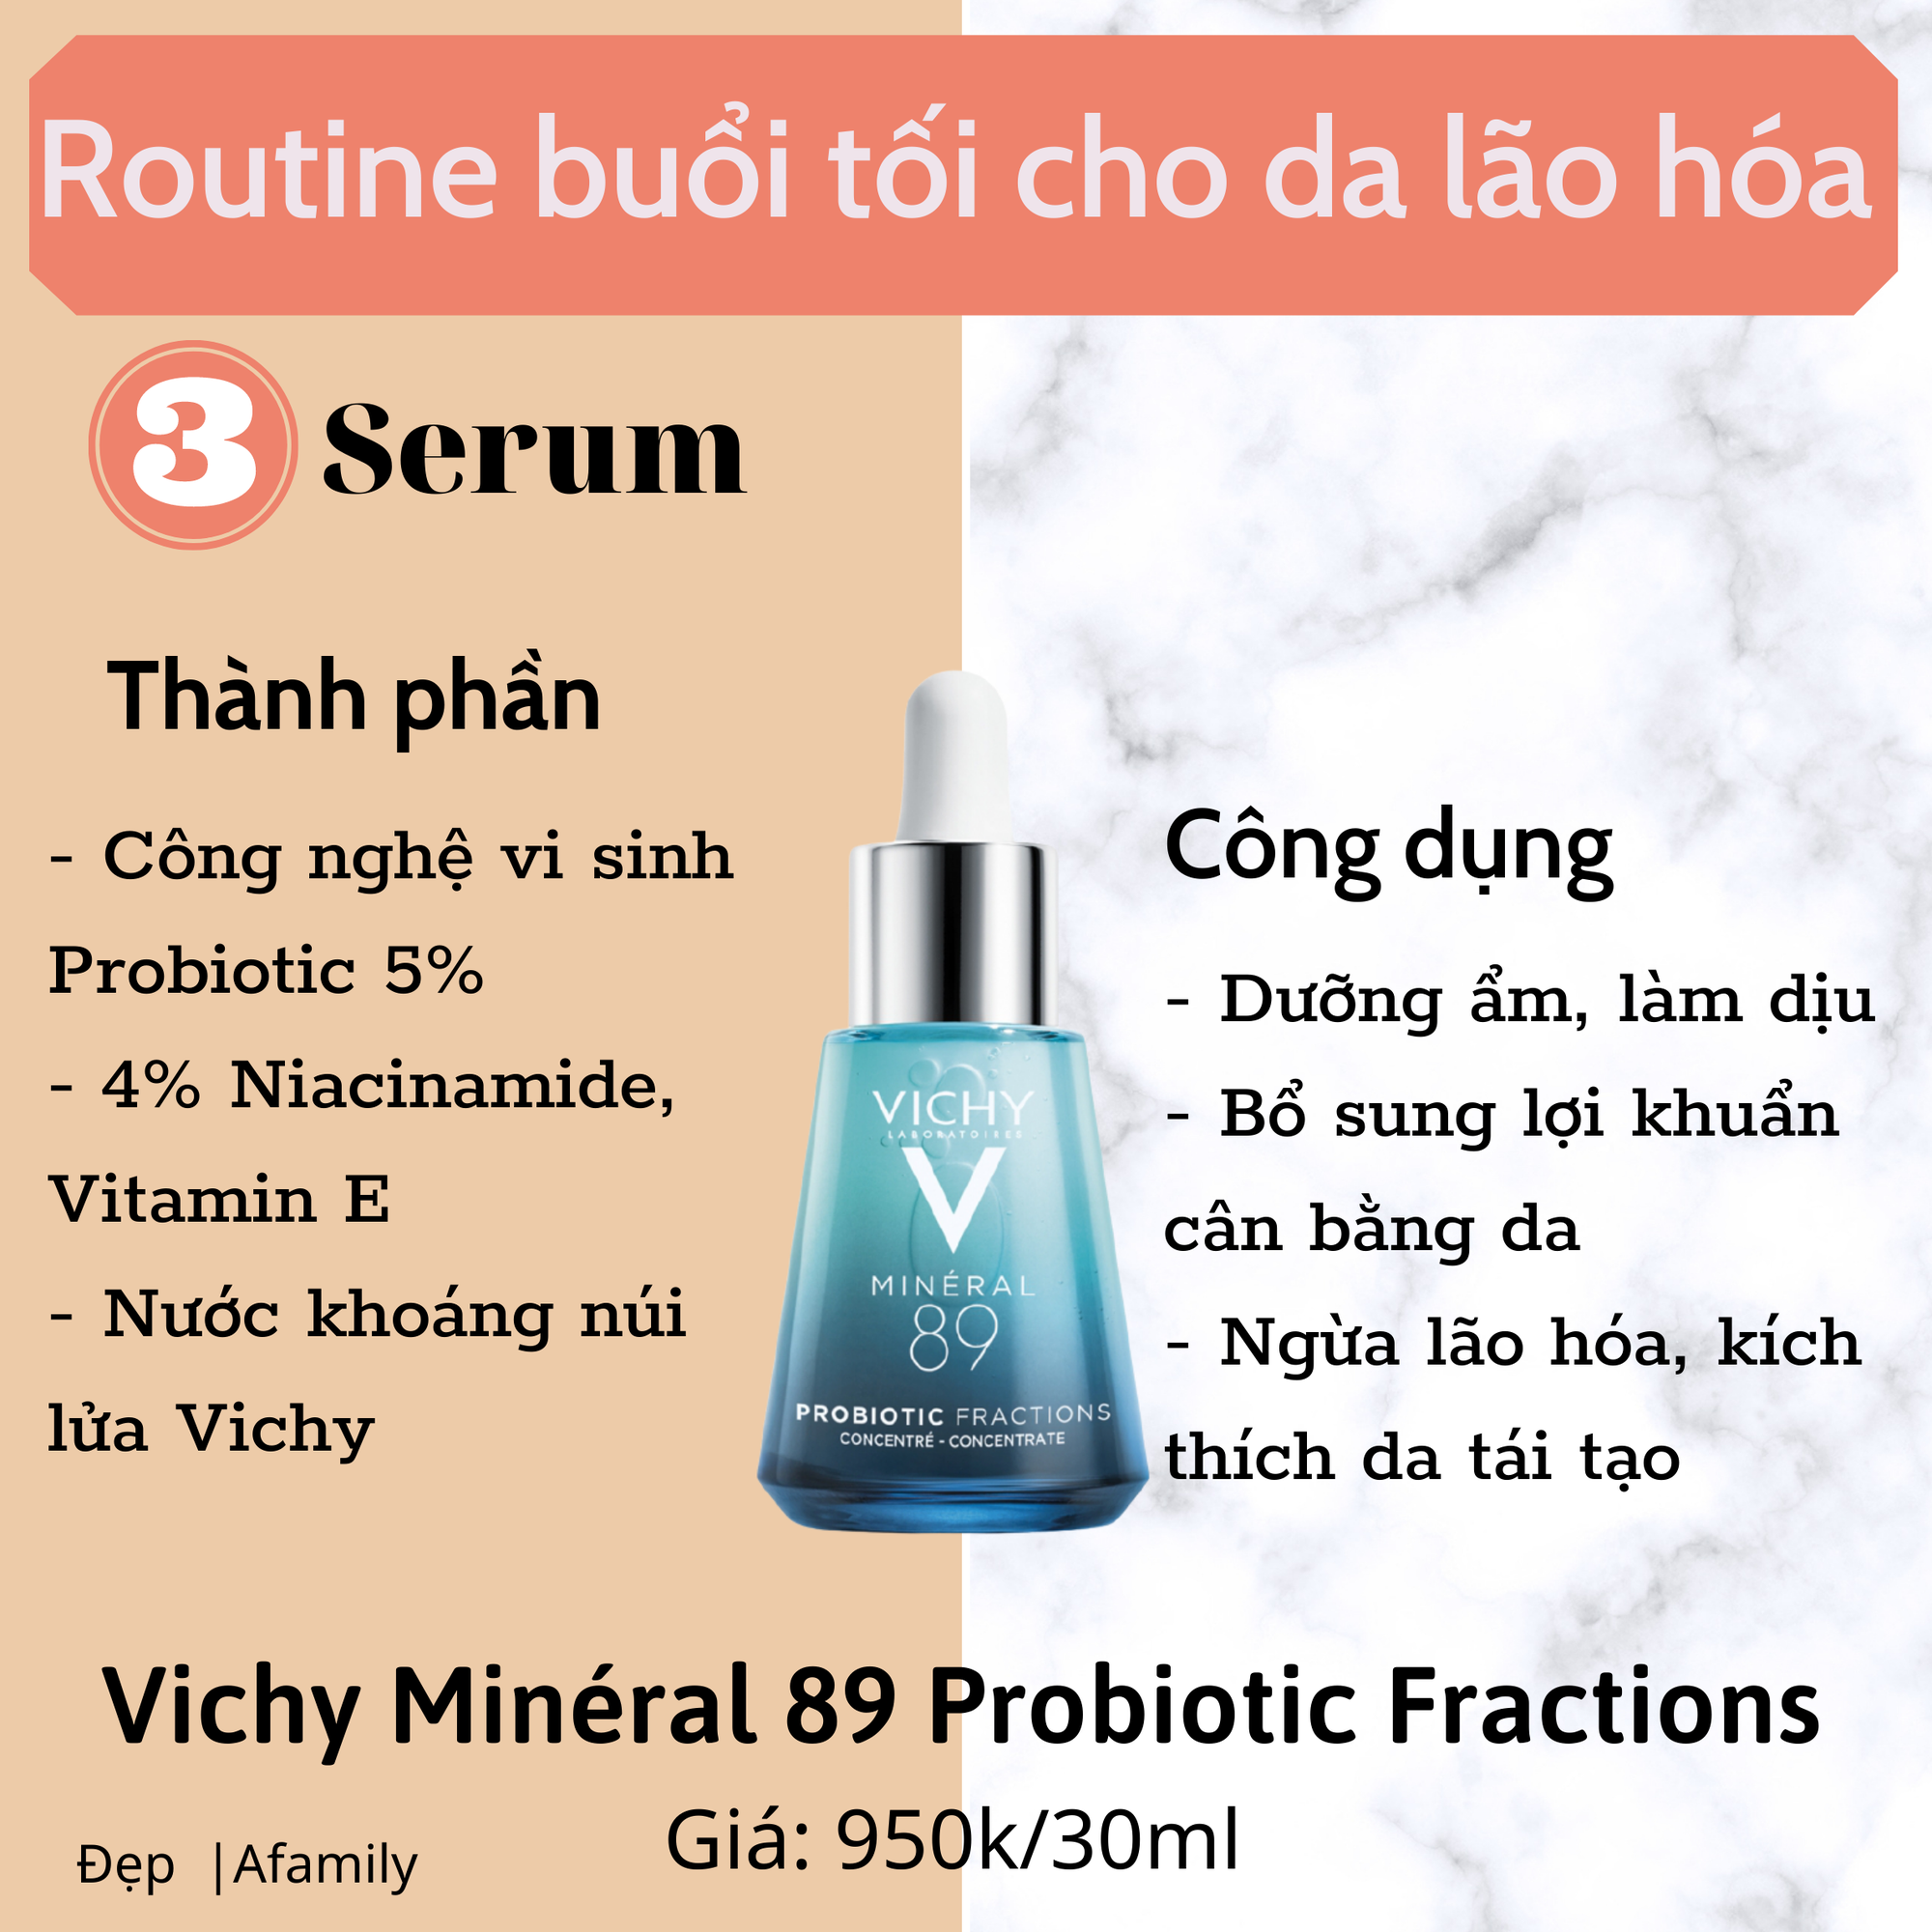 Routine buổi tối cho da lão hóa
3 Serum
Thành phần
- Công nghệ vi sinh
Probiotic 5%
- 4% Niacinamide,
Vitamin E
- Nước khoáng núi
lửa Vichy
VICHY
LABORATOIRES
V
MINÉRAL
89
PROBIOTIC FRACTIONS
CONCENTRÉ - CONCENTRATE
Công dụng
- Dưỡng ẩm, làm dịu
- Bổ sung lợi khuẩn
cân bằng da
- Ngừa lão hóa, kích
thích da tái tạo
Vichy Minéral 89 Probiotic Fractions
Giá: 950k/30ml
Đẹp |Afamily